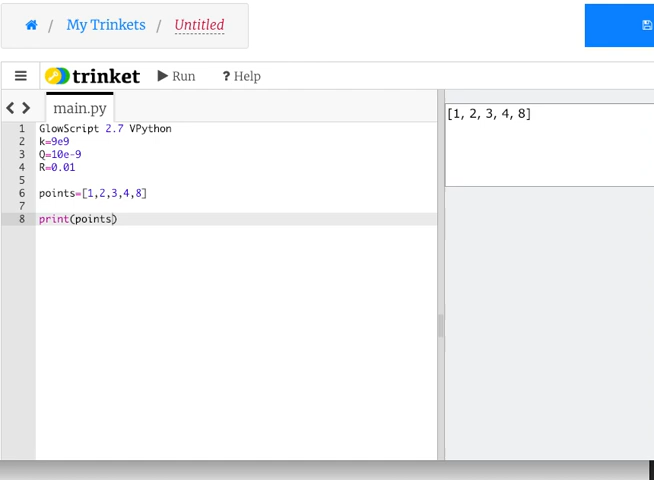 / My Trinkets / Untitled
trinket Run ? Help
main.py
1 GlowScript 2.7 VPython
2 k=9e9
3 Q=10e-9
4 R=0.01
5
6 points=[1,2,3,4,8]
7
8 print(points)
[1, 2, 3, 4, 8]